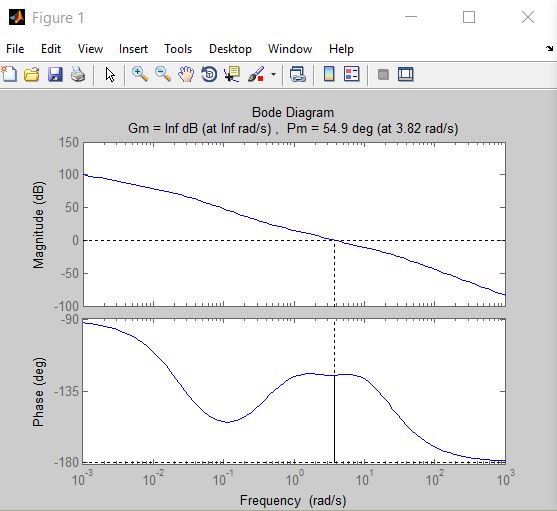 Figure 1
File Edit View Insert Tools Desktop Window Help
Bode Diagram
Gm = Inf dB (at Inf rad/s) , Pm = 54.9 deg (at 3.82 rad/s)
Magnitude (dB)
150
100
50
0
-50
-100
Phase (deg)
-90
-135
-180
10^-3 10^-2 10^-1 10^0 10^1 10^2 10^3
Frequency (rad/s)